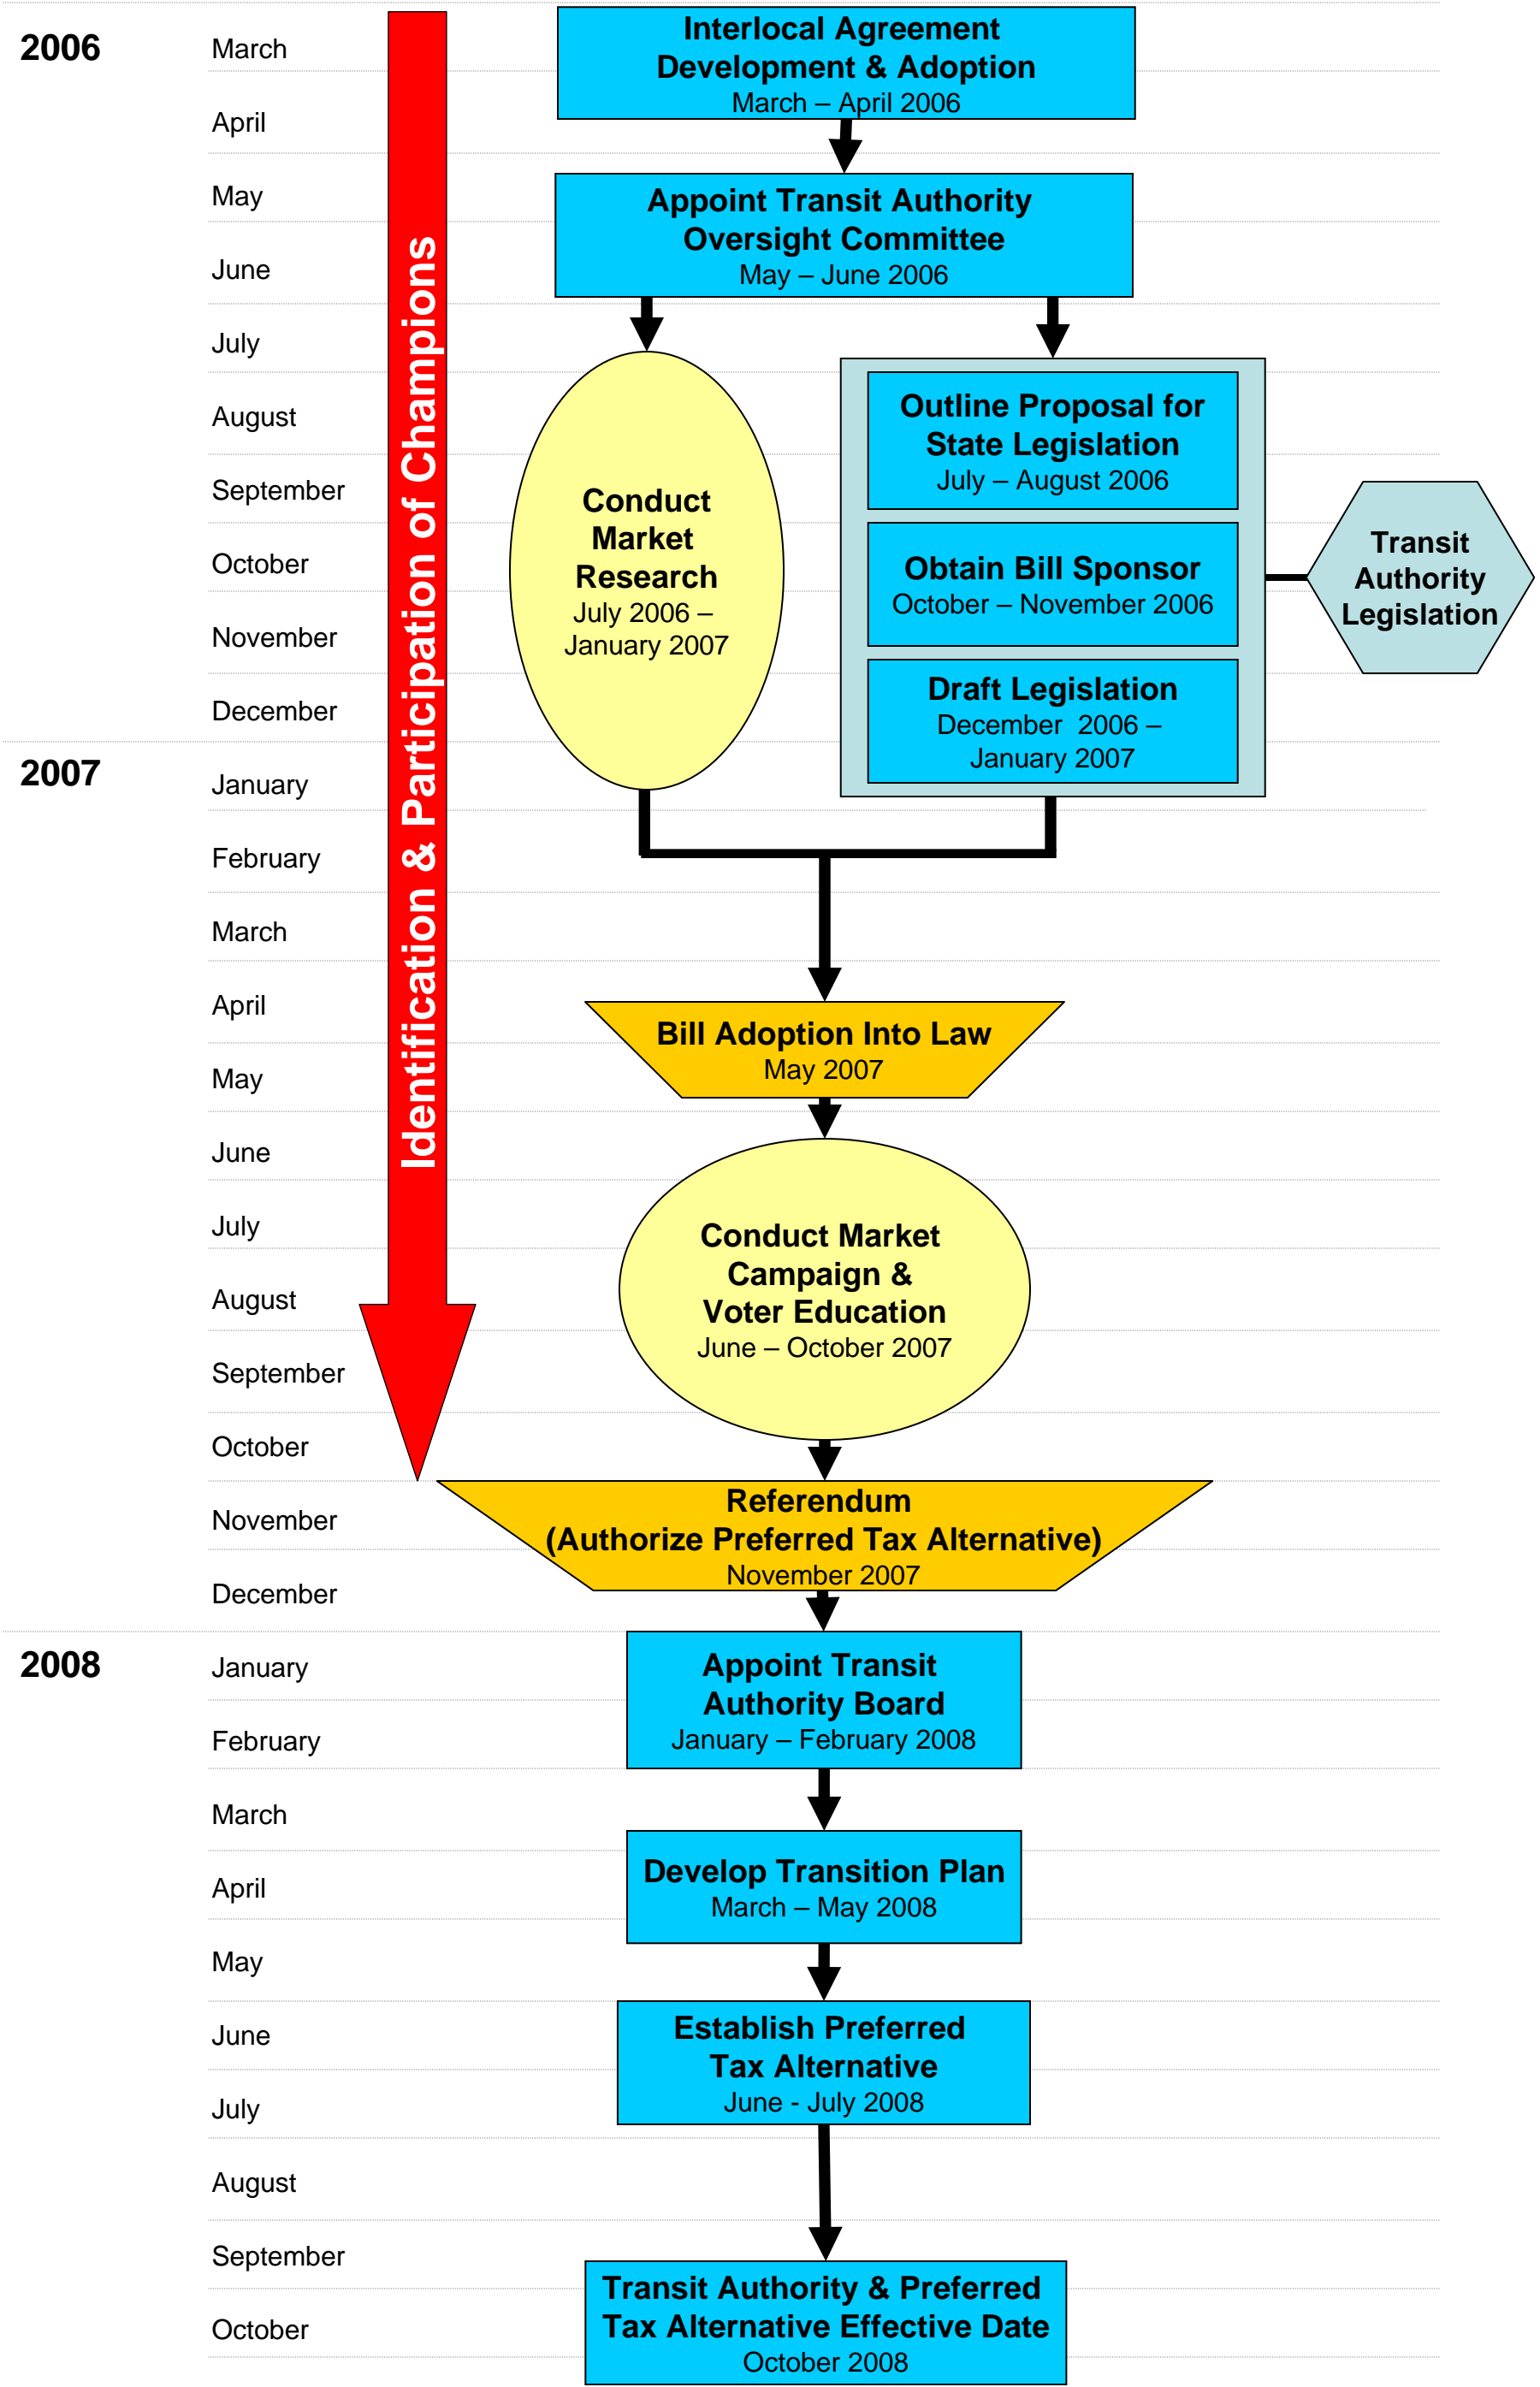 2006
March
April
May
June
July
August
September
October
November
December
2007
January
February
March
April
May
June
July
August
September
October
November
December
2008
January
February
March
April
May
June
July
August
September
October
Identification & Participation of Champions
Interlocal Agreement
Development & Adoption
March – April 2006
Appoint Transit Authority
Oversight Committee
May – June 2006
Conduct
Market
Research
July 2006 –
January 2007
Outline Proposal for
State Legislation
July – August 2006
Obtain Bill Sponsor
October – November 2006
Draft Legislation
December 2006 –
January 2007
Transit
Authority
Legislation
Bill Adoption Into Law
May 2007
Conduct Market
Campaign &
Voter Education
June – October 2007
Referendum
(Authorize Preferred Tax Alternative)
November 2007
Appoint Transit
Authority Board
January – February 2008
Develop Transition Plan
March – May 2008
Establish Preferred
Tax Alternative
June - July 2008
Transit Authority & Preferred
Tax Alternative Effective Date
October 2008